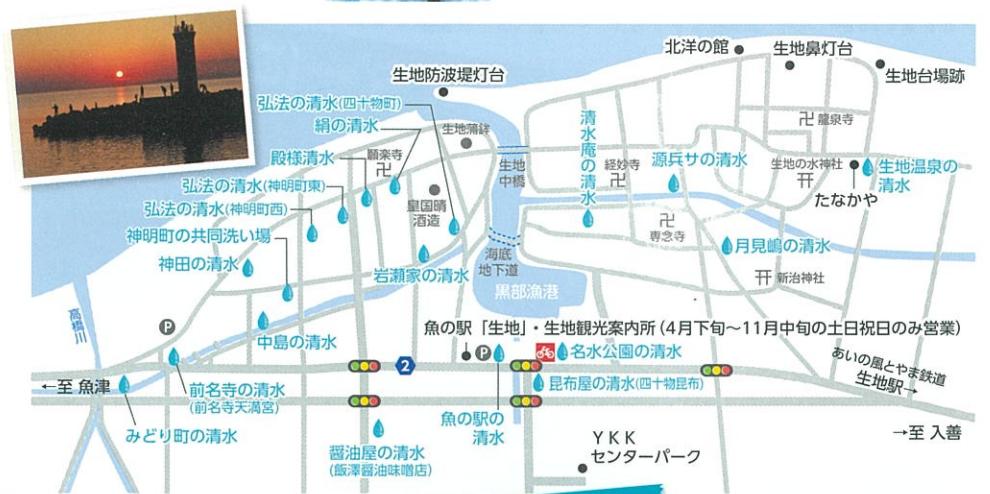 北洋の館
生地鼻灯台
生地台場跡
生地防波堤灯台
弘法の清水(四十物町)
絹の清水
生地蒲鉾
殿様清水
願楽寺
弘法の清水(神明町東)
弘法の清水(神明町西)
皇国晴
酒造
神明町の共同洗い場
神田の清水
岩瀬家の清水
中島の清水
生地
中橋
海底
地下道
黒部漁港
清水庵の清水
経妙寺
源兵サの清水
龍泉寺
生地の水神社
生地温泉の
清水
たなかや
専念寺
月見嶋の清水
新治神社
高橋川
P
魚の駅「生地」・生地観光案内所(4月下旬～11月中旬の土日祝日のみ営業)
P
名水公園の清水
2
あいの風とやま鉄道
生地駅→
←至 魚津
前名寺の清水
(前名寺天満宮)
昆布屋の清水(四十物昆布)
みどり町の清水
魚の駅の
清水
醤油屋の清水
(飯澤醤油味噌店)
YKK
センターパーク
→至 入善